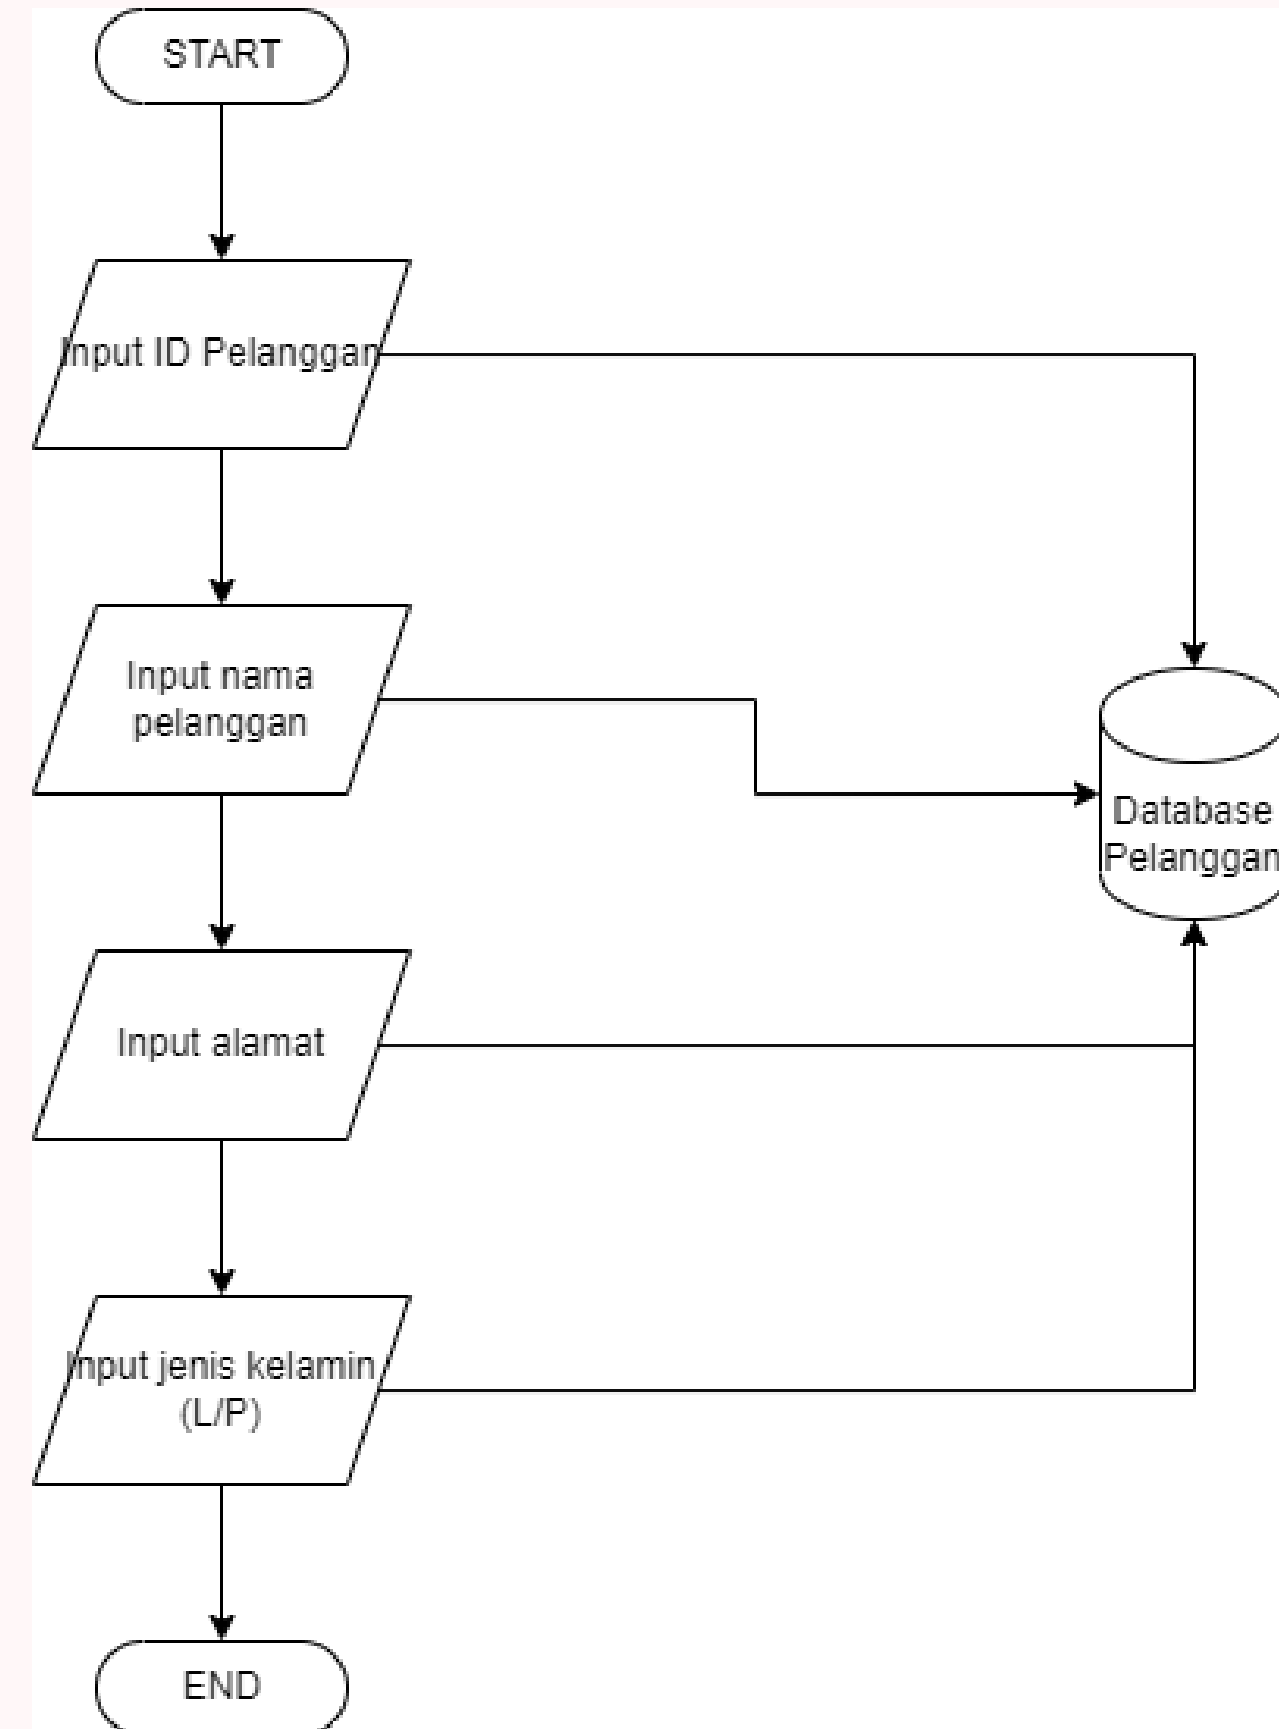 START
Input ID Pelanggan
Input nama
pelanggan
Database
Pelanggan
Input alamat
Input jenis kelamin
(L/P)
END